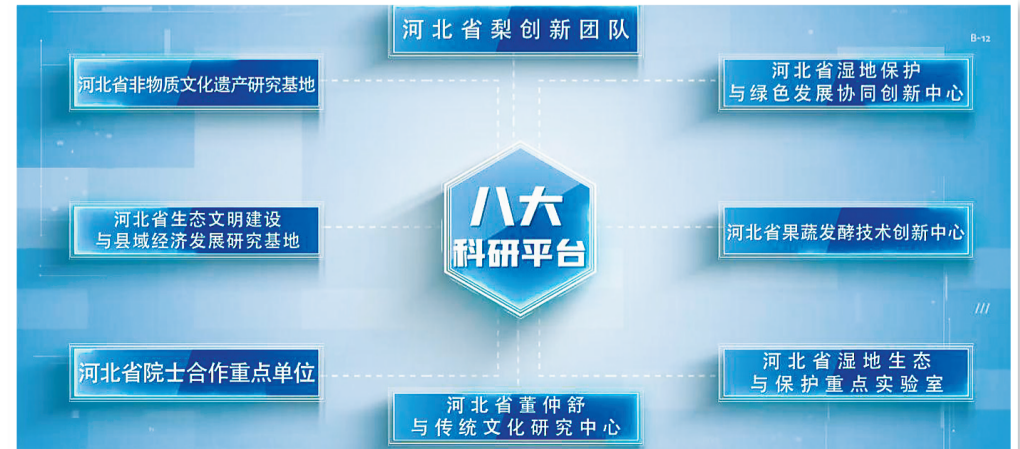 河北省梨创新团队
B-12
河北省非物质文化遗产研究基地
河北省湿地保护
与绿色发展协同创新中心
八大
科研平台
河北省生态文明建设
与县域经济发展研究基地
河北省果蔬发酵技术创新中心
///
河北省院士合作重点单位
河北省湿地生态
与保护重点实验室
河北省董仲舒
与传统文化研究中心